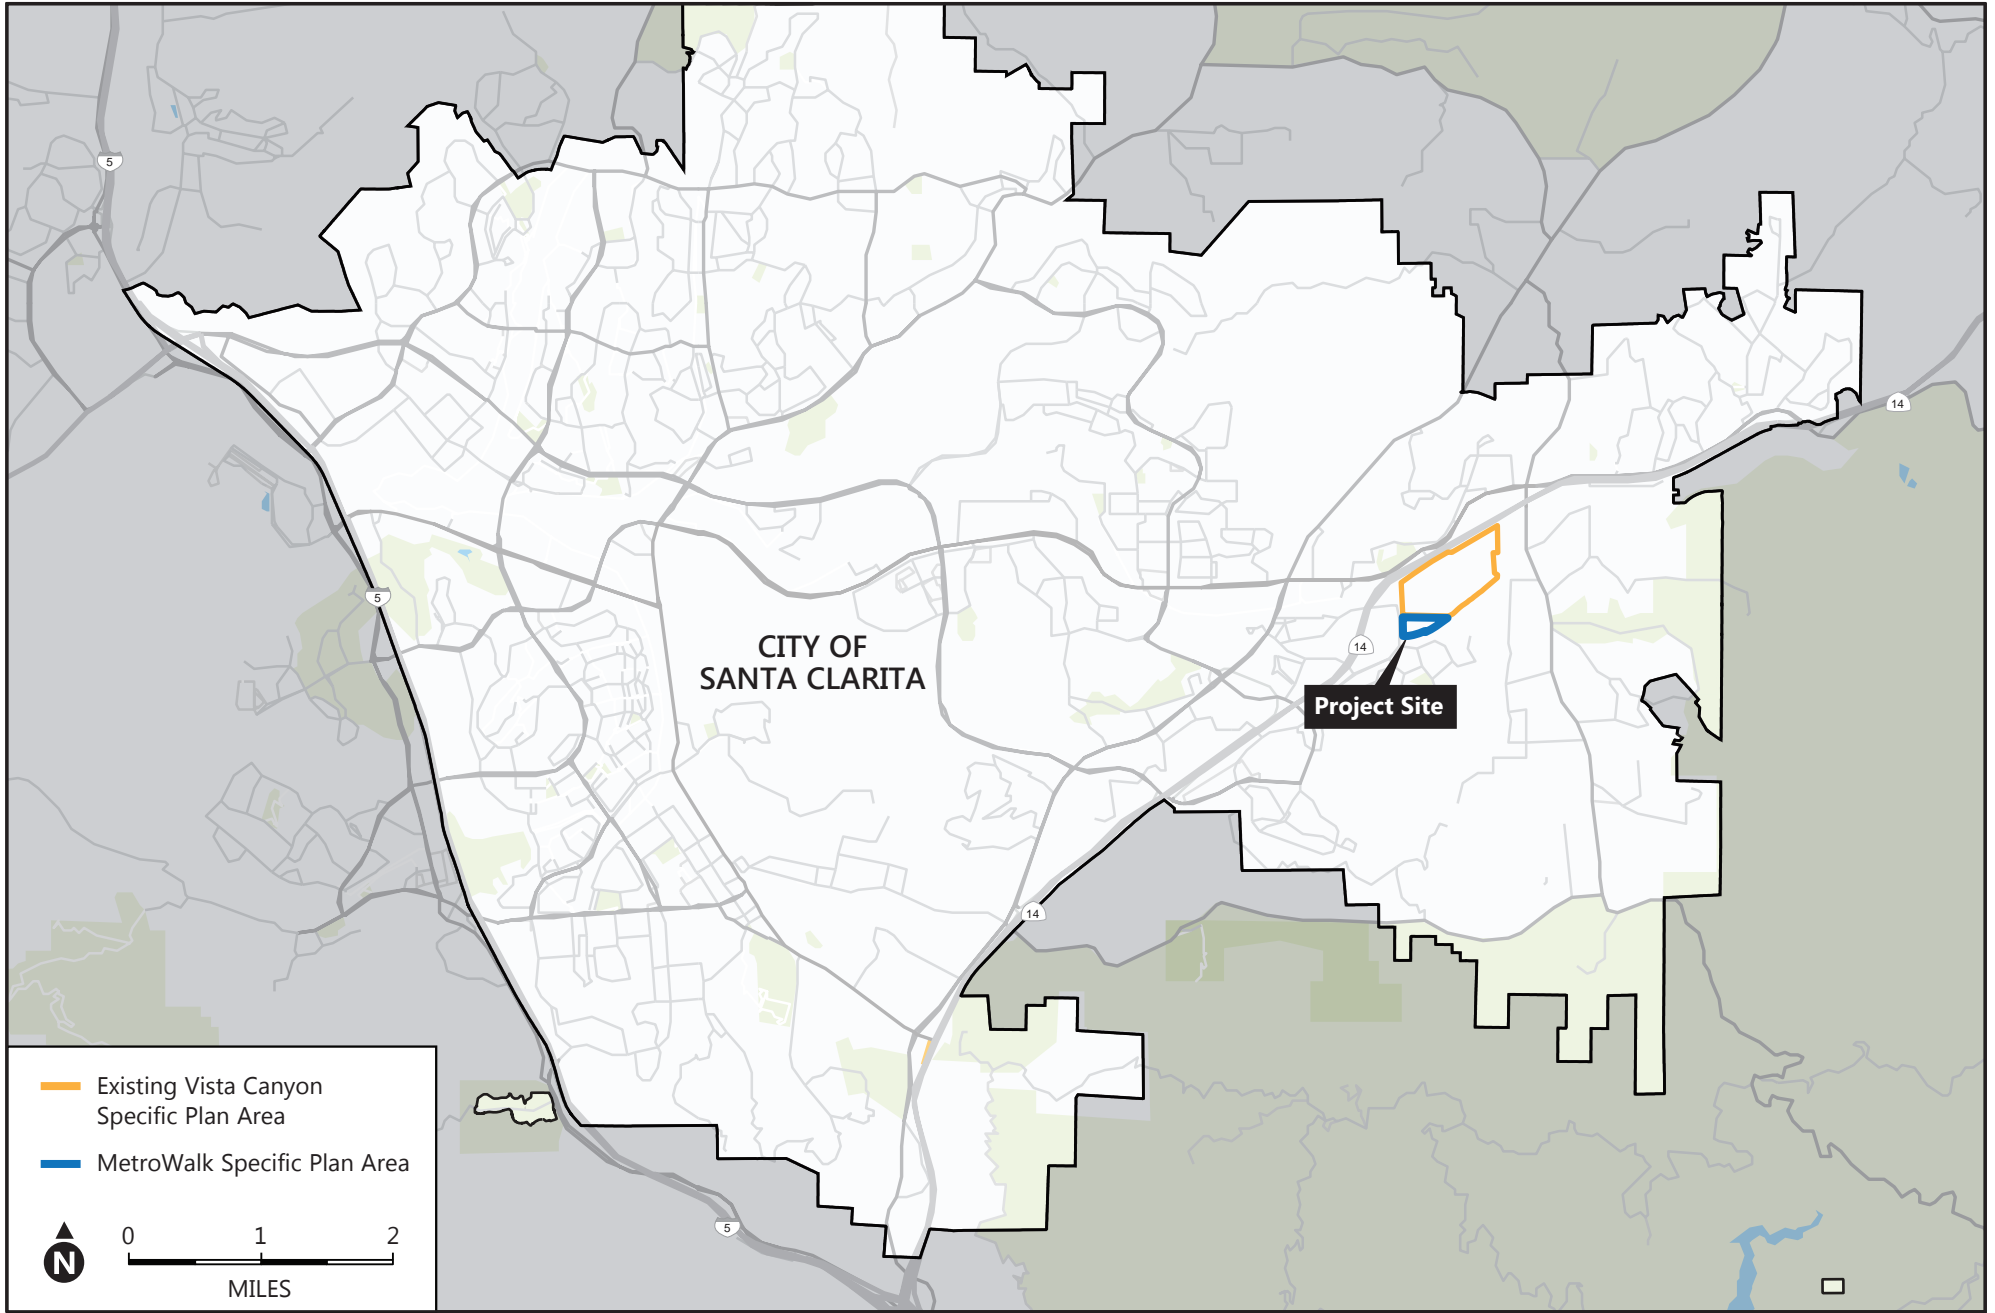 5
14
5
CITY OF
SANTA CLARITA
14
Project Site
14
5
Existing Vista Canyon
Specific Plan Area
MetroWalk Specific Plan Area
N
0 1 2
MILES